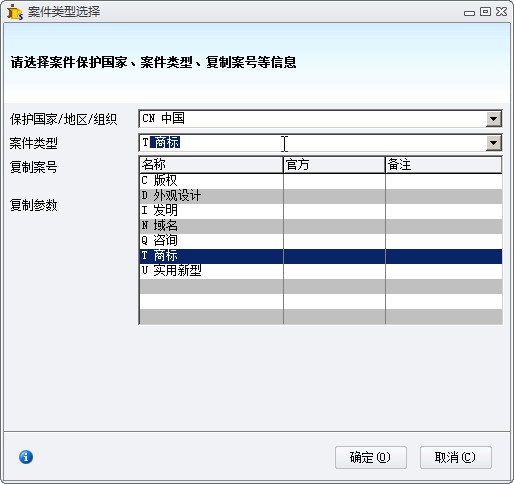 案件类型选择
请选择案件保护国家、案件类型、复制案号等信息
保护国家/地区/组织
CN 中国
案件类型
T 商标
复制案号
复制参数
名称 官方 备注
C 版权
D 外观设计
I 发明
N 域名
Q 咨询
T 商标
U 实用新型
确定(O) 取消(C)